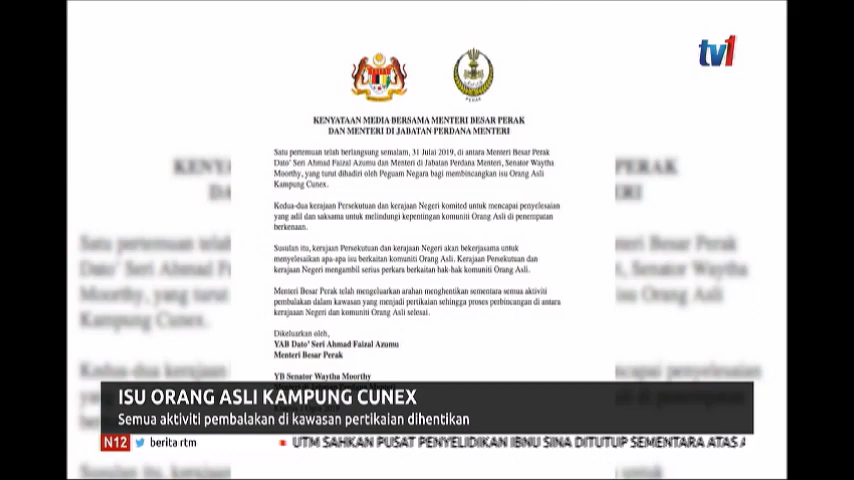 tv1
PERAK
KENYATAAN MEDIA BERSAMA MENTERI BESAR PERAK
DAN MENTERI DI JABATAN PERDANA MENTERI
Satu pertemuan telah berlangsung semalam, 31 Julai 2019, di antara Menteri Besar Perak
Dato' Seri Ahmad Faizal Azumu dan Menteri di Jabatan Perdana Menteri, Senator Waytha
Moorthy, yang turut dihadiri oleh Peguam Negara bagi membincangkan isu Orang Asli
Kampung Cunex.
Kedua-dua kerajaan Persekutuan dan kerajaan Negeri komited untuk mencapai penyelesaian
yang adil dan saksama untuk melindungi kepentingan komuniti Orang Asli di penempatan
berkenaan.
Susulan itu, kerajaan Persekutuan dan kerajaan Negeri akan bekerjasama untuk
menyelesaikan apa-apa isu berkaitan komuniti Orang Asli. Kerajaan Persekutuan dan
kerajaan Negeri mengambil serius perkara berkaitan hak-hak komuniti Orang Asli.
Menteri Besar Perak telah mengeluarkan arahan menghentikan sementara semua aktiviti
pembalakan dalam kawasan yang menjadi pertikaian sehingga proses perbincangan di antara
kerajaaan Negeri dan komuniti Orang Asli selesai.
Dikeluarkan oleh,
YAB Dato' Seri Ahmad Faizal Azumu
Menteri Besar Perak
YB Senator Waytha Moorthy
ISU ORANG ASLI KAMPUNG CUNEX
Semua aktiviti pembalakan di kawasan pertikaian dihentikan
N12 berita rtm
UTM SAHKAN PUSAT PENYELIDIKAN IBNU SINA DITUTUP SEMENTARA ATAS